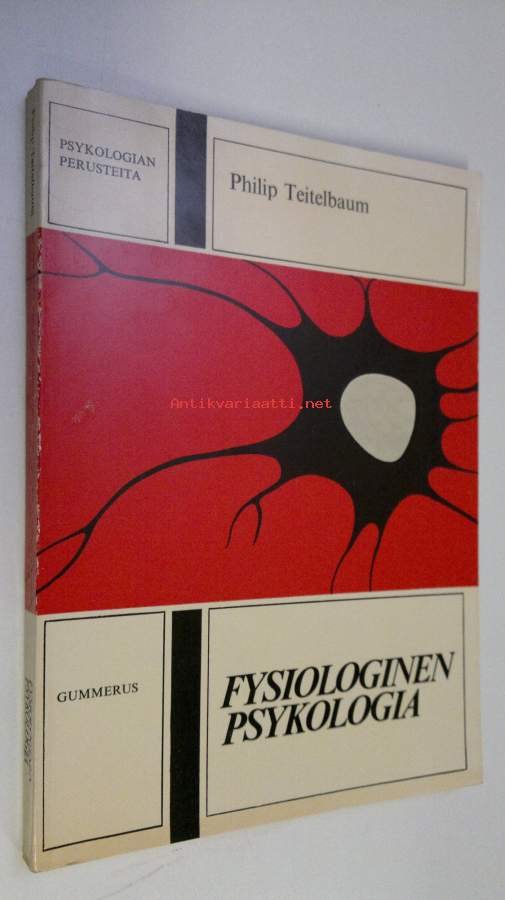 PSYKOLOGIAN
PERUSTEITA
Philip Teitelbaum
Antikvariaatti.net
GUMMERUS
FYSIOLOGINEN
PSYKOLOGIA